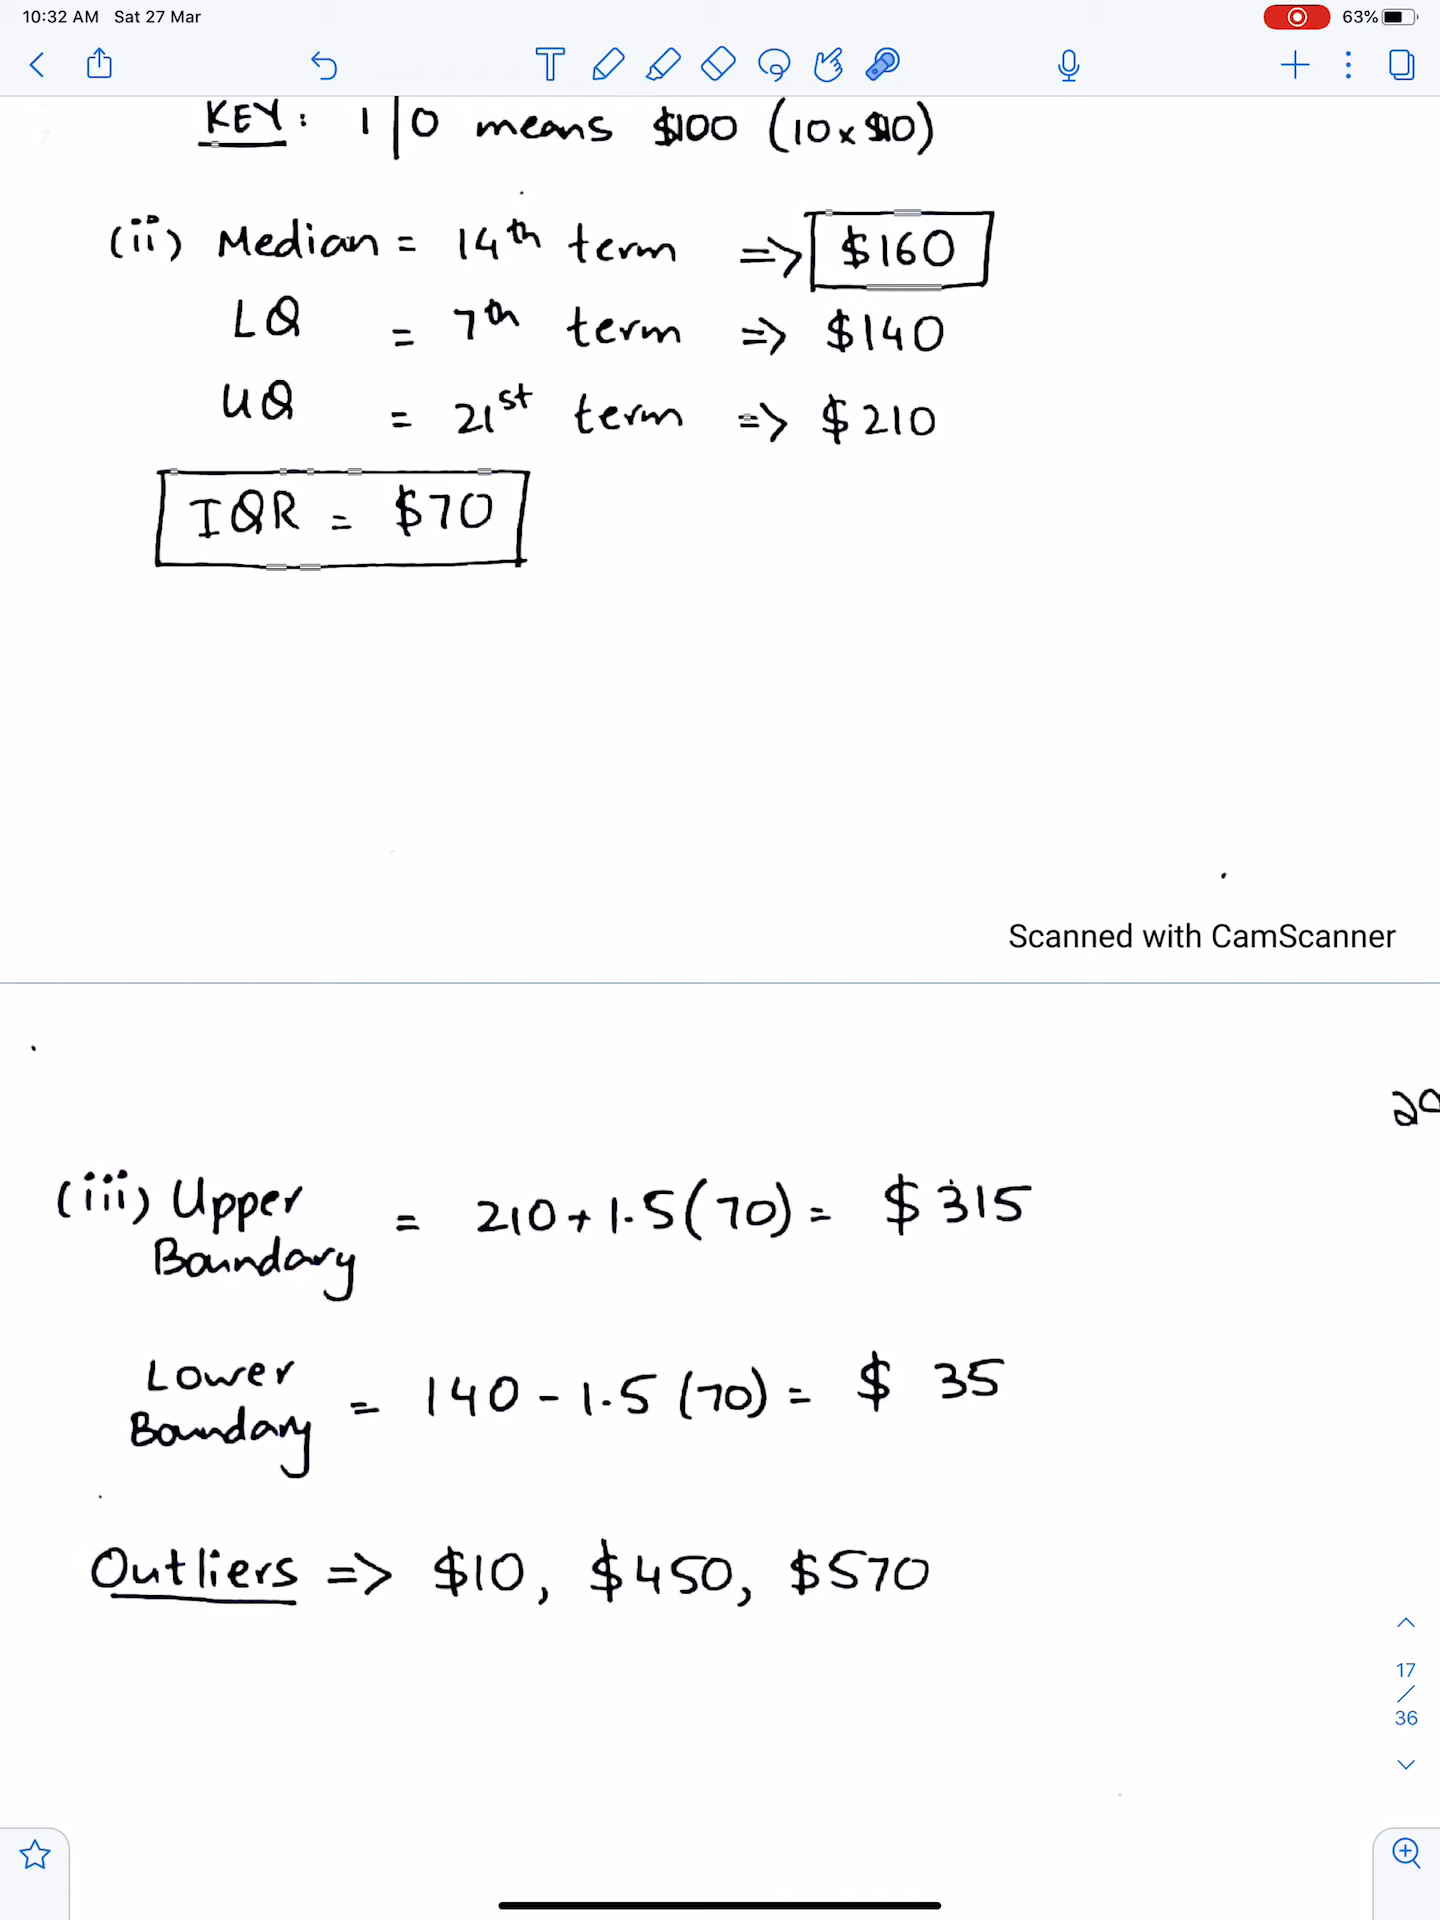 10:32 AM Sat 27 Mar 63%
KEY: 1|0 means $100 (10 x $10)
(ii) Median = 14th term => $160
LQ = 7th term => $140
UQ = 21st term => $210
IQR = $70
Scanned with CamScanner
20
(iii) Upper Boundary = 210 + 1.5(70) = $315
Lower Boundary = 140 - 1.5(70) = $ 35
Outliers => $10, $450, $570
17
/
36